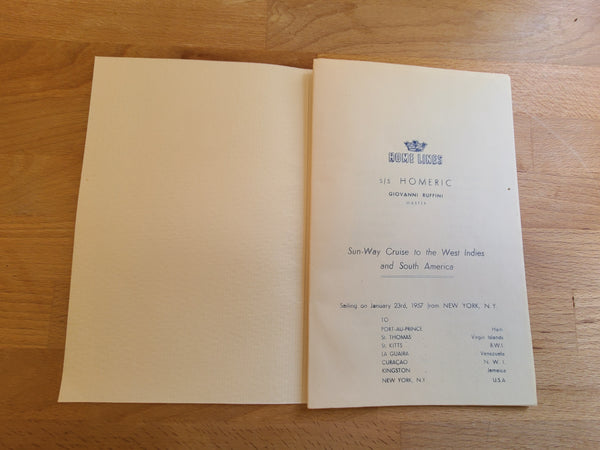 HOME LINES
S/S HOMERIC
GIOVANNI RUFFINI
MASTER
Sun-Way Cruise to the West Indies
and South America
Sailing on January 23rd, 1957 from NEW YORK, N.Y.
TO
PORT-AU-PRINCE Haiti
St. THOMAS Virgin Islands
St. KITTS B.W.I.
LA GUAIRA Venezuela
CURACAO N. W. I.
KINGSTON Jamaica
NEW YORK, N.Y. U.S.A.